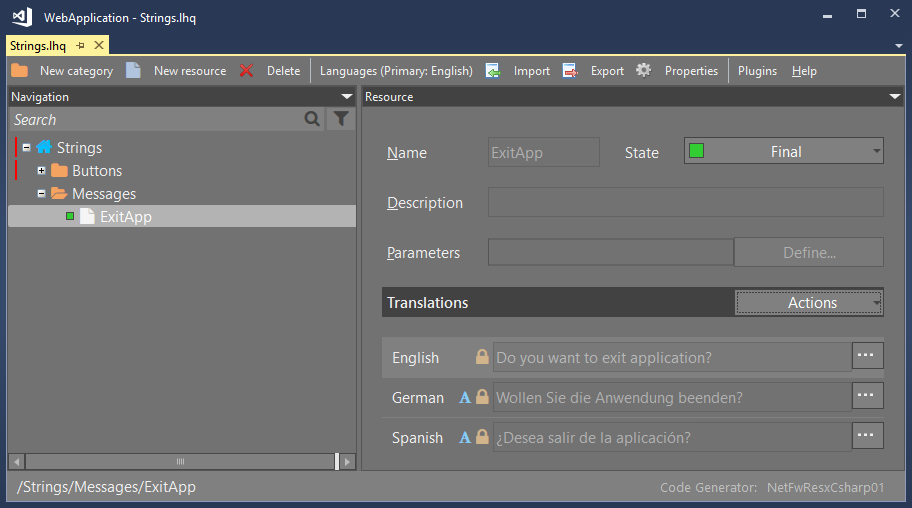 WebApplication - Strings.lhq
Strings.lhq
New category New resource Delete Languages (Primary: English) Import Export Properties Plugins Help
Navigation
Search
Strings
Buttons
Messages
ExitApp
Resource
Name ExitApp State Final
Description
Parameters Define...
Translations Actions
English Do you want to exit application? ...
German A Wollen Sie die Anwendung beenden? ...
Spanish A ¿Desea salir de la aplicación? ...
/Strings/Messages/ExitApp Code Generator: NetFwResxCsharp01